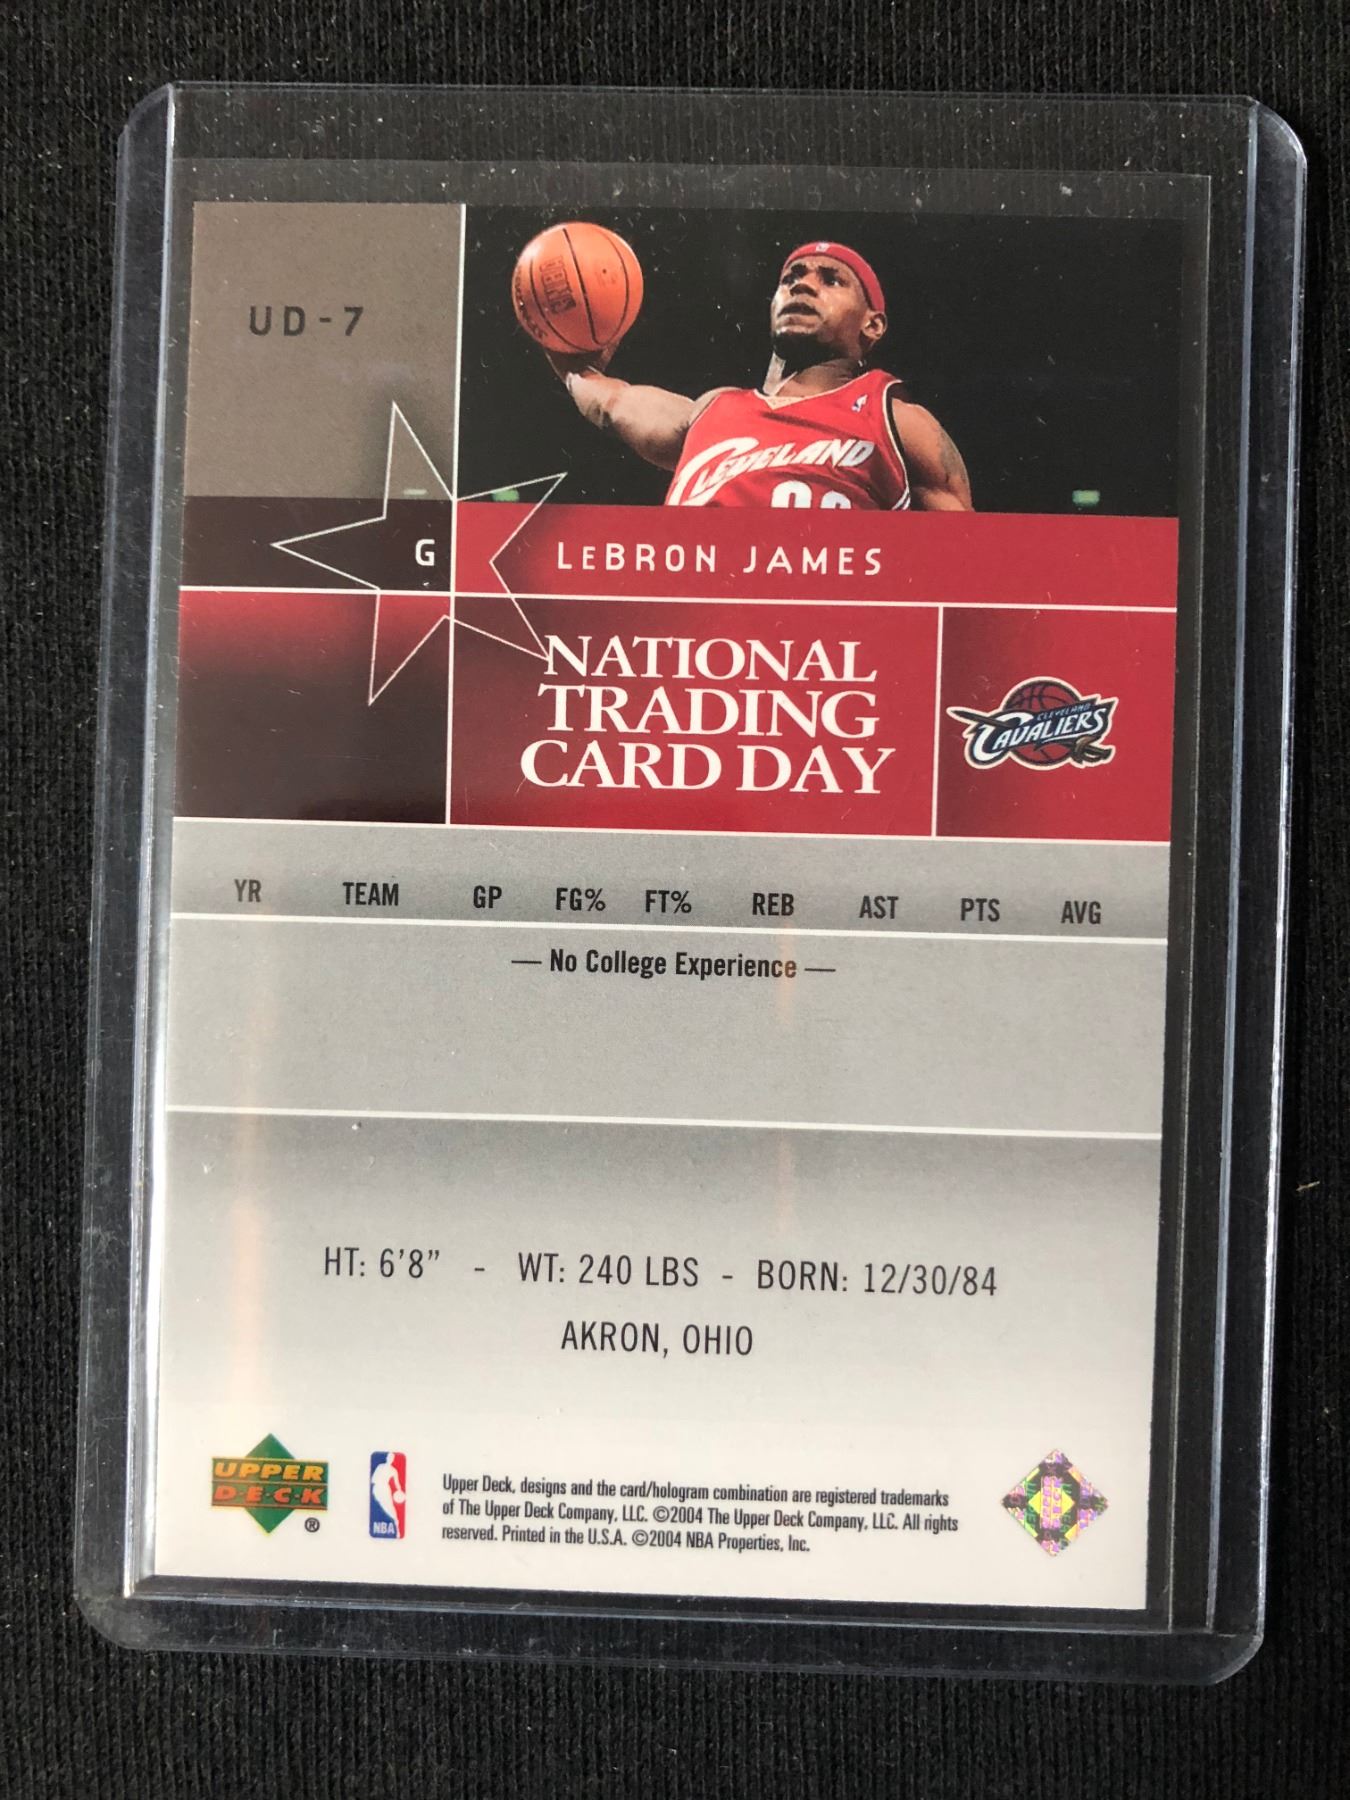 UD-7
CLEVELAND
G LEBRON JAMES
NATIONAL
TRADING
CARD DAY
CLEVELAND
CAVALIERS
YR TEAM GP FG% FT% REB AST PTS AVG
— No College Experience —
HT: 6'8" - WT: 240 LBS - BORN: 12/30/84
AKRON, OHIO
UPPER
D·E·C·K
®
NBA
Upper Deck, designs and the card/hologram combination are registered trademarks
of The Upper Deck Company, LLC. ©2004 The Upper Deck Company, LLC. All rights
reserved. Printed in the U.S.A. ©2004 NBA Properties, Inc.